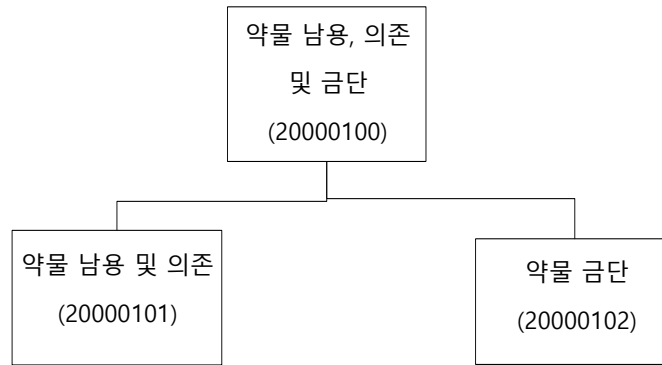 약물 남용, 의존
및 금단
(20000100)
약물 남용 및 의존
(20000101)
약물 금단
(20000102)